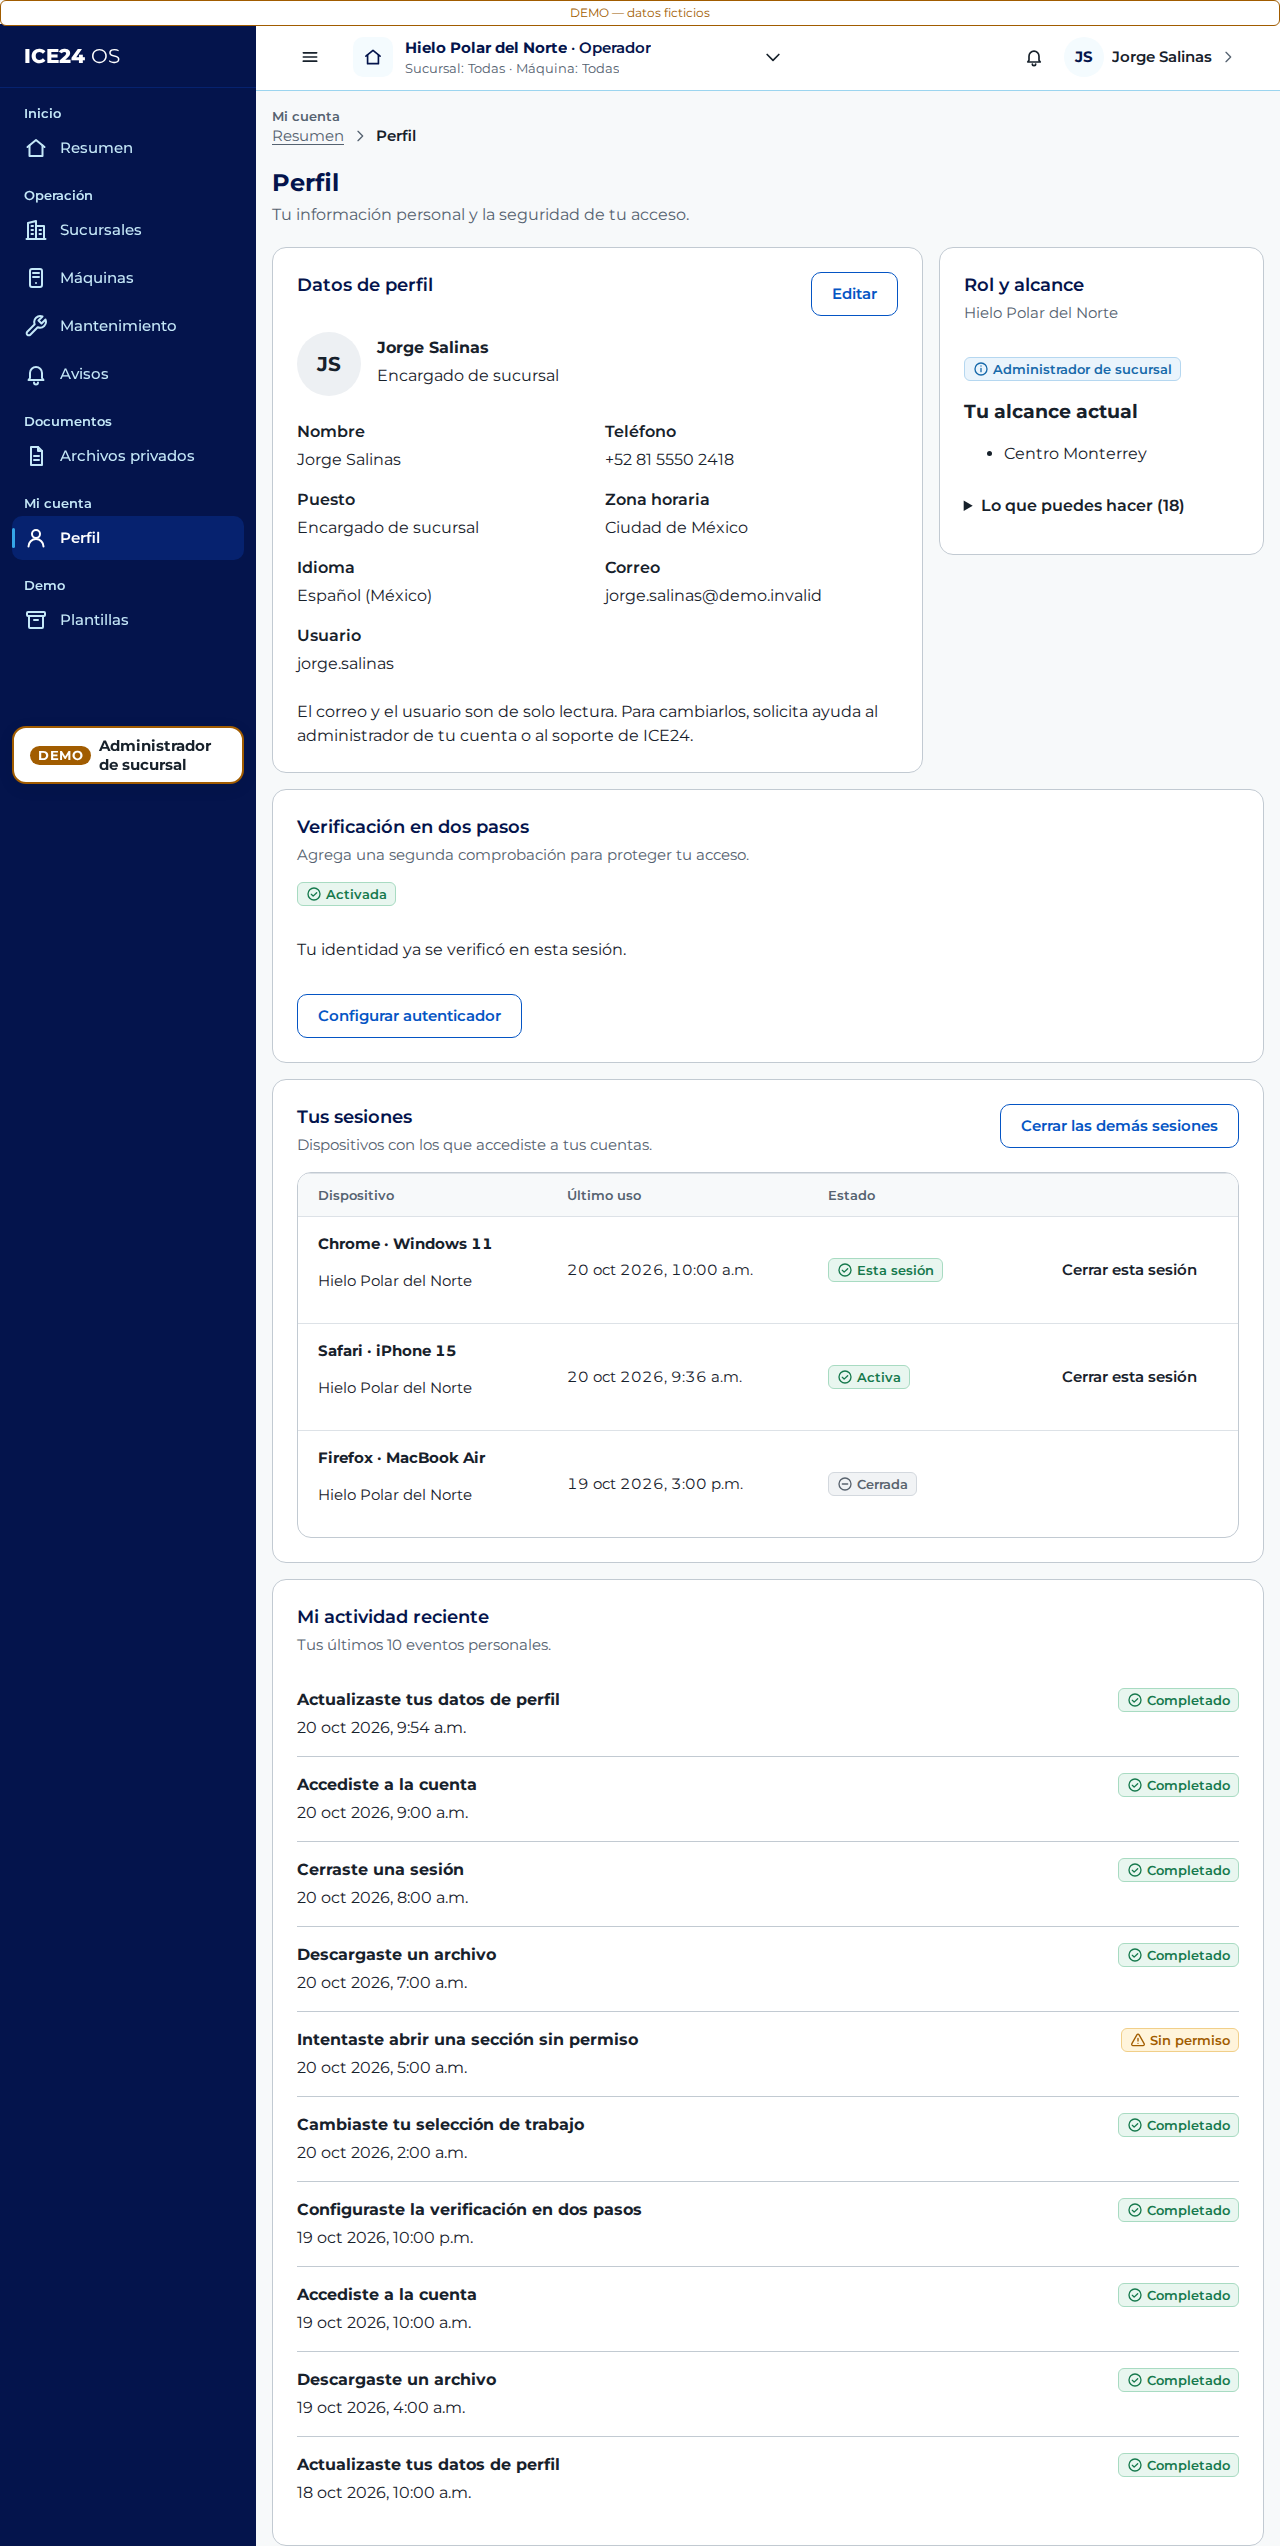 DEMO — datos ficticios
ICE24 OS
Inicio
Resumen
Operación
Sucursales
Máquinas
Mantenimiento
Avisos
Documentos
Archivos privados
Mi cuenta
Perfil
Demo
Plantillas
DEMO
Administrador
de sucursal
Hielo Polar del Norte · Operador
Sucursal: Todas · Máquina: Todas
JS
Jorge Salinas
Mi cuenta
Resumen
Perfil
Perfil
Tu información personal y la seguridad de tu acceso.
Datos de perfil
Editar
JS
Jorge Salinas
Encargado de sucursal
Nombre
Jorge Salinas
Teléfono
+52 81 5550 2418
Puesto
Encargado de sucursal
Zona horaria
Ciudad de México
Idioma
Español (México)
Correo
jorge.salinas@demo.invalid
Usuario
jorge.salinas
El correo y el usuario son de solo lectura. Para cambiarlos, solicita ayuda al
administrador de tu cuenta o al soporte de ICE24.
Rol y alcance
Hielo Polar del Norte
Administrador de sucursal
Tu alcance actual
• Centro Monterrey
Lo que puedes hacer (18)
Verificación en dos pasos
Agrega una segunda comprobación para proteger tu acceso.
Activada
Tu identidad ya se verificó en esta sesión.
Configurar autenticador
Tus sesiones
Dispositivos con los que accediste a tus cuentas.
Cerrar las demás sesiones
Dispositivo Último uso Estado
Chrome · Windows 11
Hielo Polar del Norte
20 oct 2026, 10:00 a.m.
Esta sesión
Cerrar esta sesión
Safari · iPhone 15
Hielo Polar del Norte
20 oct 2026, 9:36 a.m.
Activa
Cerrar esta sesión
Firefox · MacBook Air
Hielo Polar del Norte
19 oct 2026, 3:00 p.m.
Cerrada
Mi actividad reciente
Tus últimos 10 eventos personales.
Actualizaste tus datos de perfil
20 oct 2026, 9:54 a.m.
Completado
Accediste a la cuenta
20 oct 2026, 9:00 a.m.
Completado
Cerraste una sesión
20 oct 2026, 8:00 a.m.
Completado
Descargaste un archivo
20 oct 2026, 7:00 a.m.
Completado
Intentaste abrir una sección sin permiso
20 oct 2026, 5:00 a.m.
Sin permiso
Cambiaste tu selección de trabajo
20 oct 2026, 2:00 a.m.
Completado
Configuraste la verificación en dos pasos
19 oct 2026, 10:00 p.m.
Completado
Accediste a la cuenta
19 oct 2026, 10:00 a.m.
Completado
Descargaste un archivo
19 oct 2026, 4:00 a.m.
Completado
Actualizaste tus datos de perfil
18 oct 2026, 10:00 a.m.
Completado